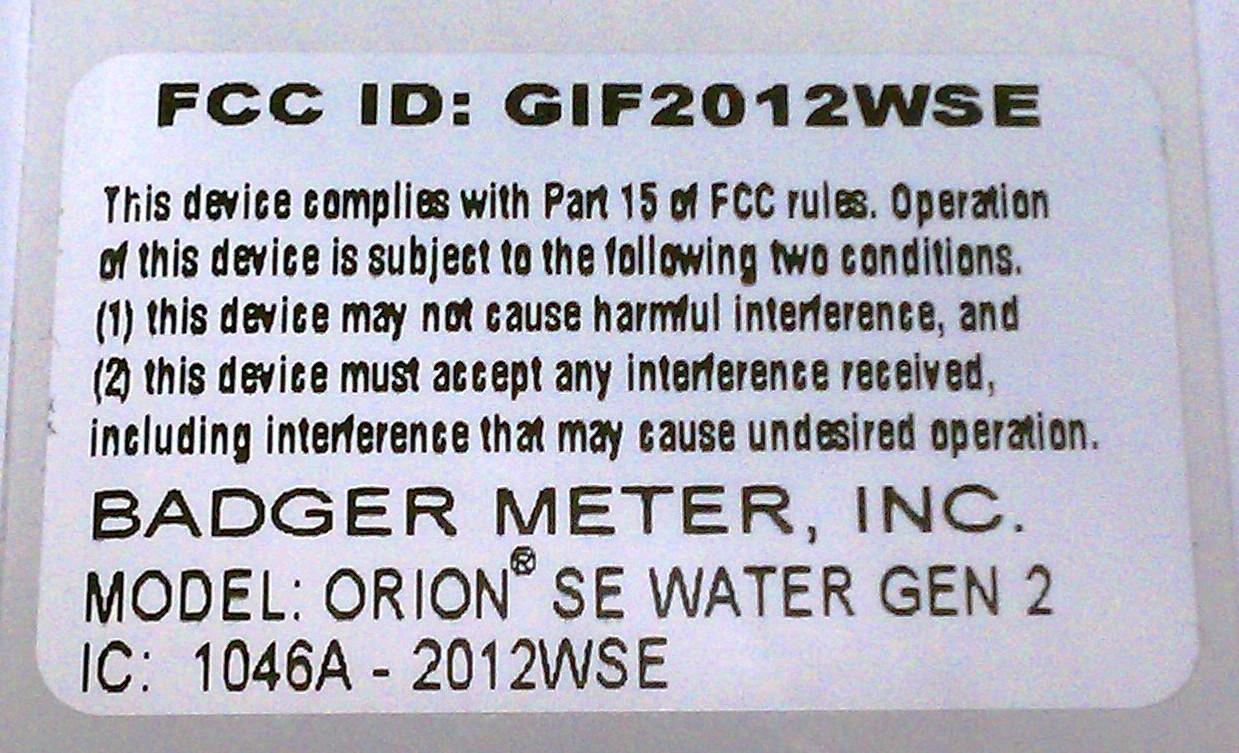 FCC ID: GIF2012WSE
This device complies with Part 15 of FCC rules. Operation
of this device is subject to the following two conditions.
(1) this device may not cause harmful interference, and
(2) this device must accept any interference received,
including interference that may cause undesired operation.
BADGER METER, INC.
MODEL: ORION® SE WATER GEN 2
IC: 1046A - 2012WSE